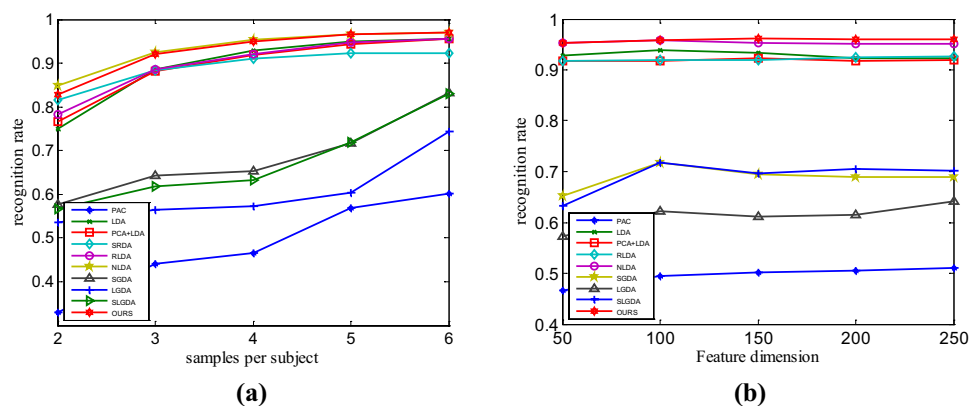 1
0.9
0.8
0.7
0.6
0.5
0.4
2 3 4 5 6
recognition rate
samples per subject
PAC
LDA
PCA+LDA
SRDA
RLDA
NLDA
SGDA
LGDA
SLGDA
OURS
(a)
1
0.9
0.8
0.7
0.6
0.5
0.4
50 100 150 200 250
recognition rate
Feature dimension
PAC
LDA
PCA+LDA
RLDA
NLDA
SGDA
LGDA
SLGDA
OURS
(b)